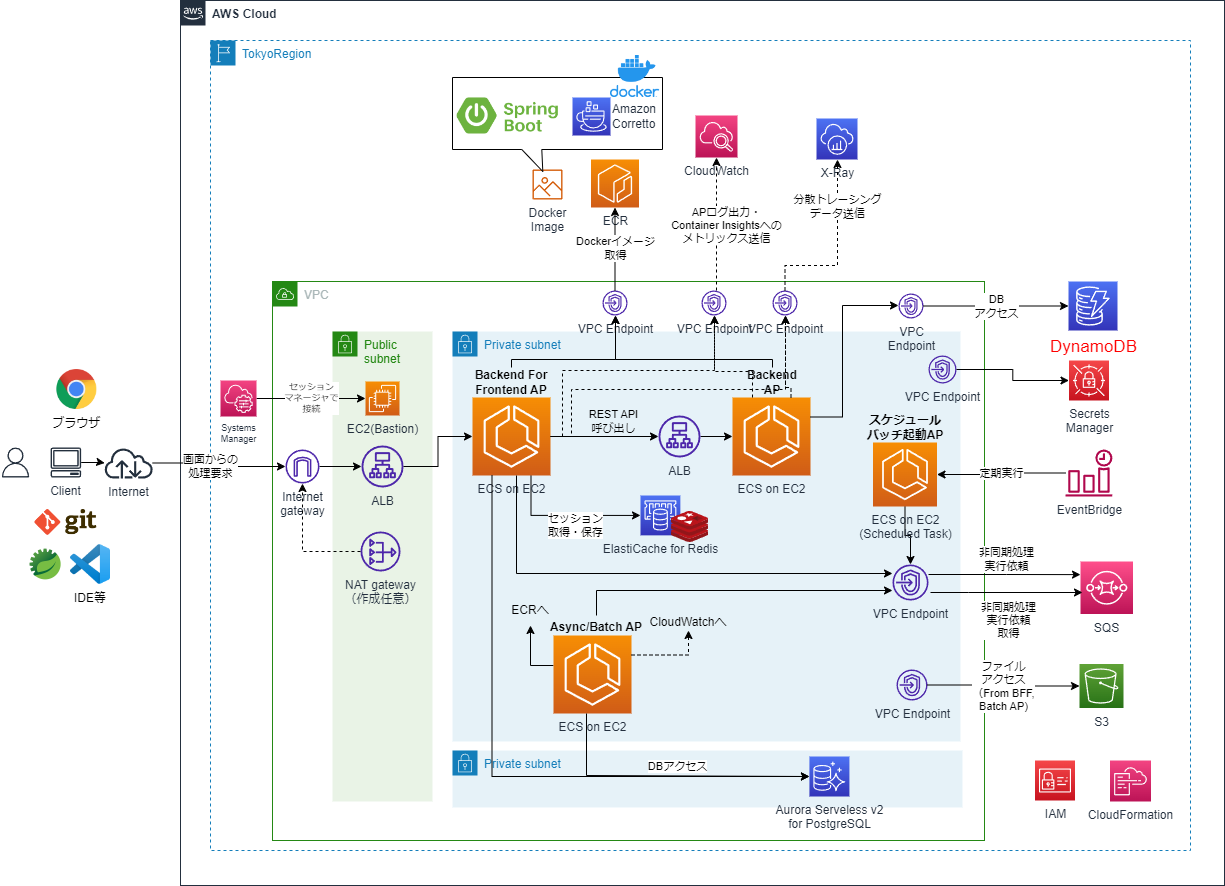 aws
AWS Cloud
TokyoRegion
docker
Spring
Boot
Amazon
Corretto
Docker
Image
ECR
CloudWatch
X-Ray
Dockerイメージ
取得
APログ出力・
Container Insightsへの
メトリックス送信
分散トレーシング
データ送信
VPC
VPC Endpoint
VPC Endpoint
VPC Endpoint
VPC
Endpoint
DB
アクセス
DynamoDB
Public
subnet
Private subnet
Backend For
Frontend AP
Backend
AP
VPC Endpoint
Secrets
Manager
ブラウザ
Systems
Manager
セッション
マネージャで
接続
EC2(Bastion)
REST API
呼び出し
ALB
ECS on EC2
ECS on EC2
スケジュール
バッチ起動AP
ECS on EC2
(Scheduled Task)
定期実行
EventBridge
Client
Internet
画面からの
処理要求
Internet
gateway
ALB
セッション
取得・保存
ElastiCache for Redis
git
IDE等
NAT gateway
（作成任意）
VPC Endpoint
非同期処理
実行依頼
非同期処理
実行依頼
取得
SQS
ECRへ
Async/Batch AP
CloudWatchへ
ECS on EC2
VPC Endpoint
ファイル
アクセス
（From BFF,
Batch AP)
S3
Private subnet
DBアクセス
Aurora Serveless v2
for PostgreSQL
IAM
CloudFormation